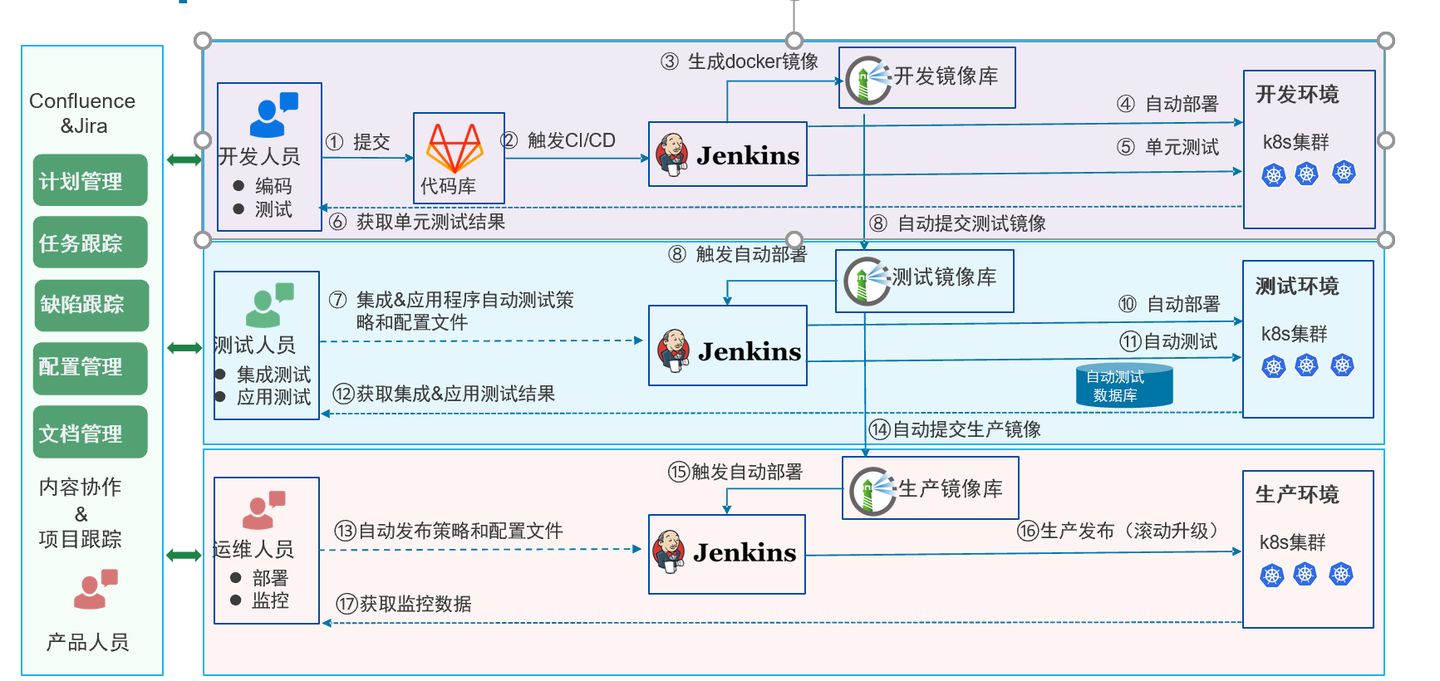 Confluence
&Jira
计划管理
任务跟踪
缺陷跟踪
配置管理
文档管理
内容协作
&
项目跟踪
产品人员
开发人员
● 编码
● 测试
① 提交
代码库
② 触发CI/CD
③ 生成docker镜像
Jenkins
开发镜像库
④ 自动部署
⑤ 单元测试
开发环境
k8s集群
⑥ 获取单元测试结果
⑧ 自动提交测试镜像
测试人员
● 集成测试
● 应用测试
⑦ 集成&应用程序自动测试策
略和配置文件
⑧ 触发自动部署
测试镜像库
Jenkins
⑩ 自动部署
⑪自动测试
自动测试
数据库
测试环境
k8s集群
⑫获取集成&应用测试结果
⑭自动提交生产镜像
运维人员
● 部署
● 监控
⑬自动发布策略和配置文件
⑮触发自动部署
生产镜像库
Jenkins
⑯生产发布（滚动升级）
生产环境
k8s集群
⑰获取监控数据